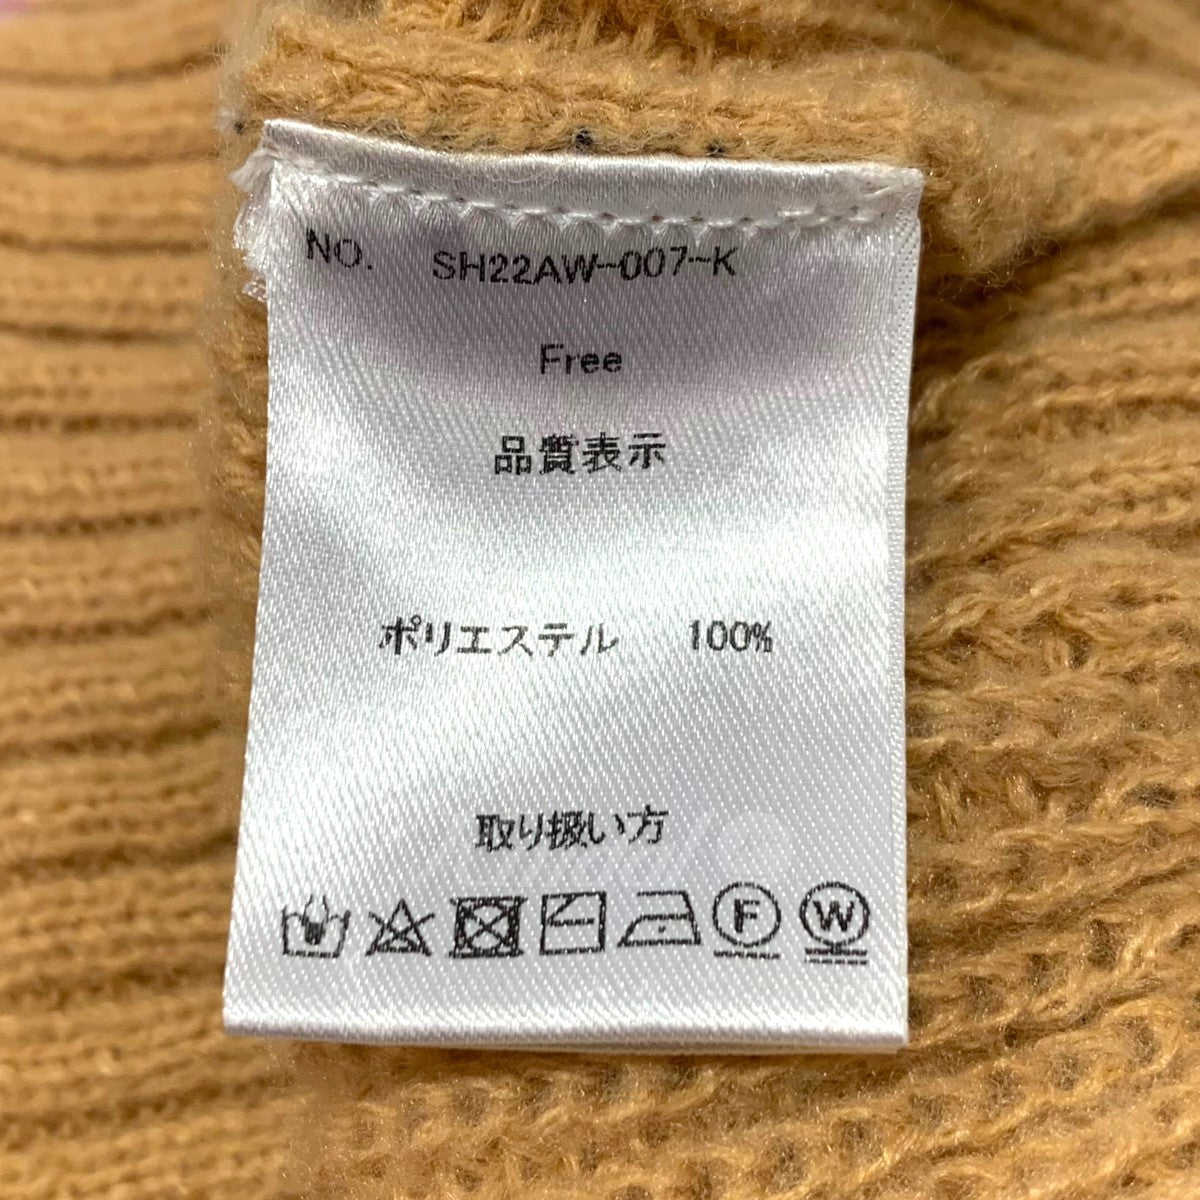 NO. SH22AW-007-K
Free
品質表示
ポリエステル 100%
取り扱い方
F W